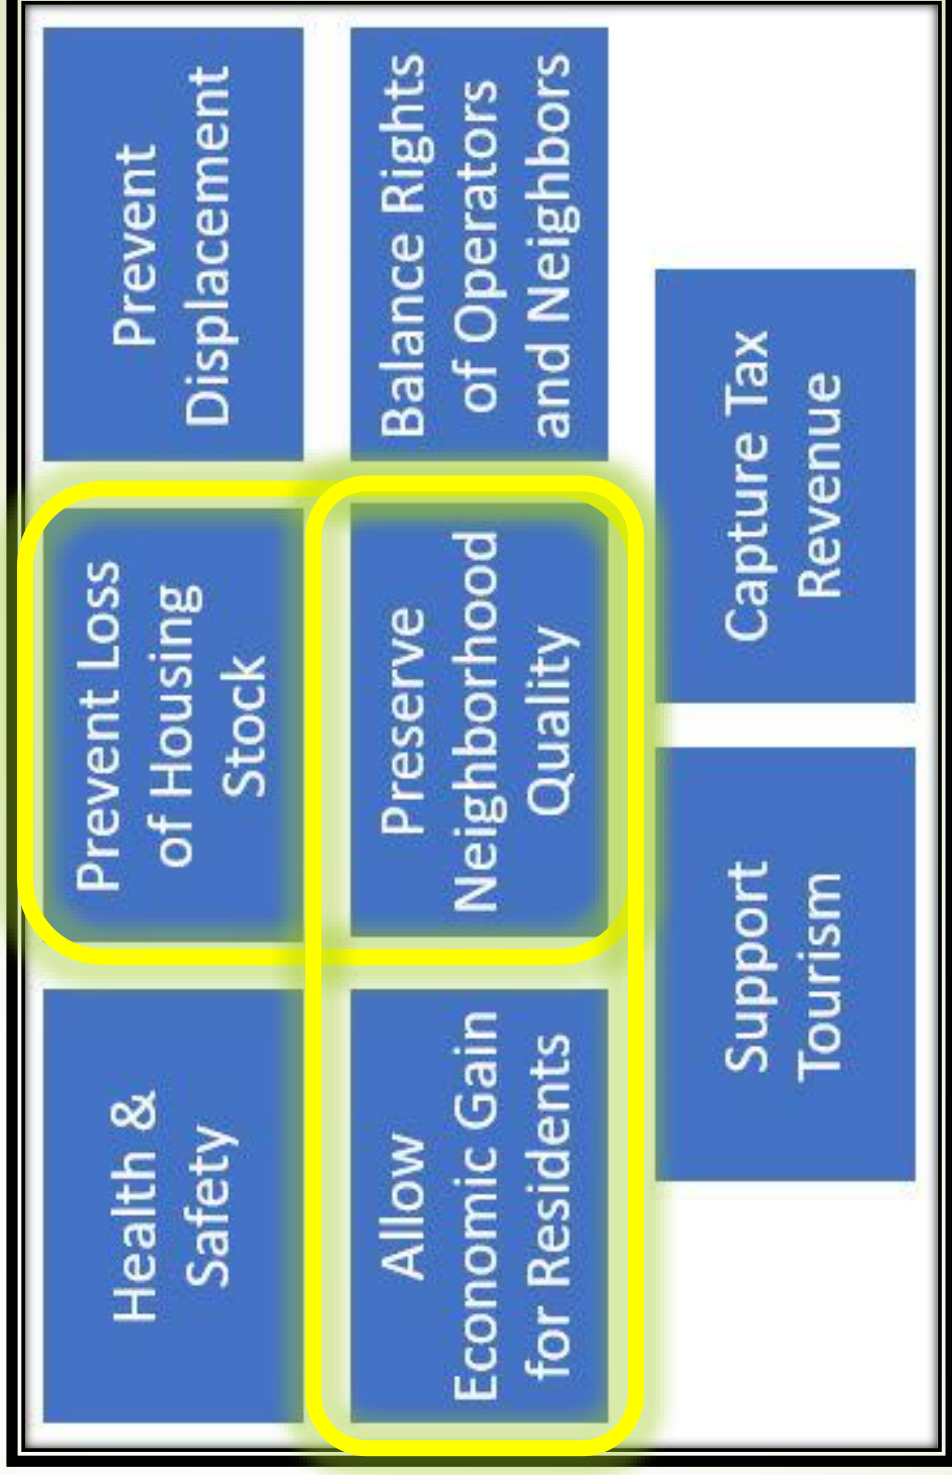 Health &
Safety
Prevent Loss
of Housing
Stock
Prevent
Displacement
Allow
Economic Gain
for Residents
Preserve
Neighborhood
Quality
Balance Rights
of Operators
and Neighbors
Support
Tourism
Capture Tax
Revenue